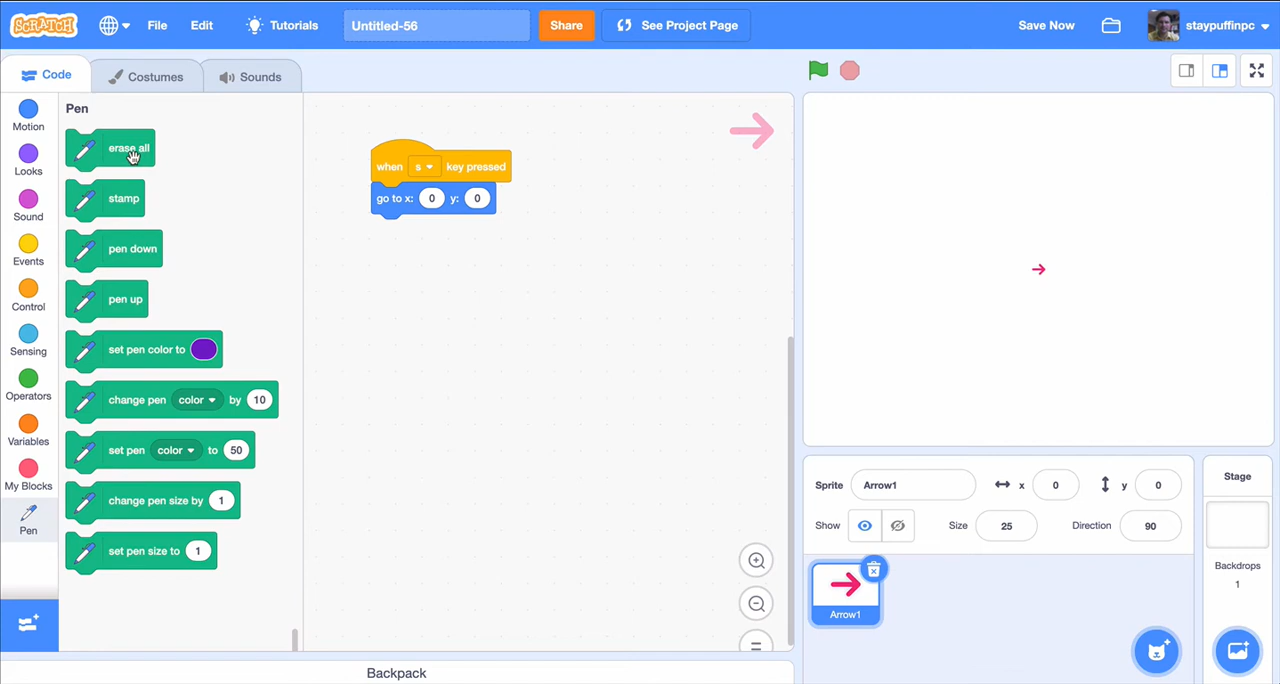 SCRATCH File Edit Tutorials Untitled-56 Share See Project Page Save Now staypuffinpc
Code Costumes Sounds
Motion
Looks
Sound
Events
Control
Sensing
Operators
Variables
My Blocks
Pen
Pen
erase all
stamp
pen down
pen up
set pen color to
change pen color by 10
set pen color to 50
change pen size by 1
set pen size to 1
when s key pressed
go to x: 0 y: 0
Backpack
Sprite Arrow1 x 0 y 0
Show Size 25 Direction 90
Arrow1
Stage
Backdrops
1